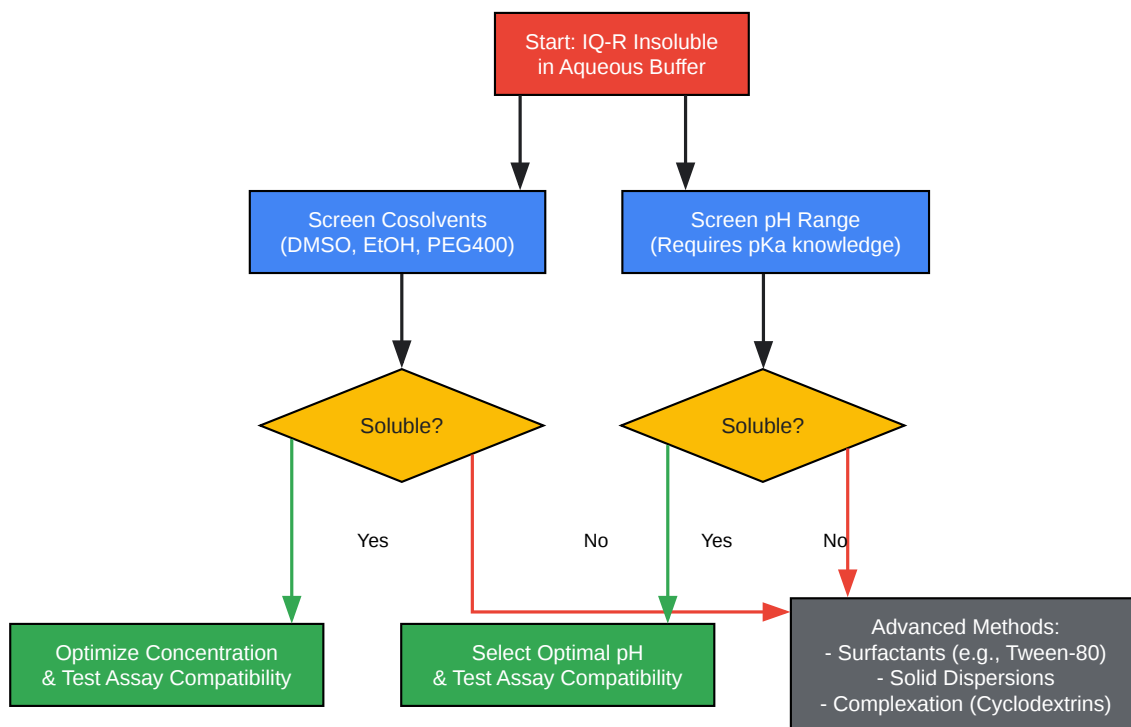 Start: IQ-R Insoluble
in Aqueous Buffer
Screen Cosolvents
(DMSO, EtOH, PEG400)
Screen pH Range
(Requires pKa knowledge)
Soluble?
Soluble?
Yes
No
Yes
No
Optimize Concentration
& Test Assay Compatibility
Select Optimal pH
& Test Assay Compatibility
Advanced Methods:
- Surfactants (e.g., Tween-80)
- Solid Dispersions
- Complexation (Cyclodextrins)